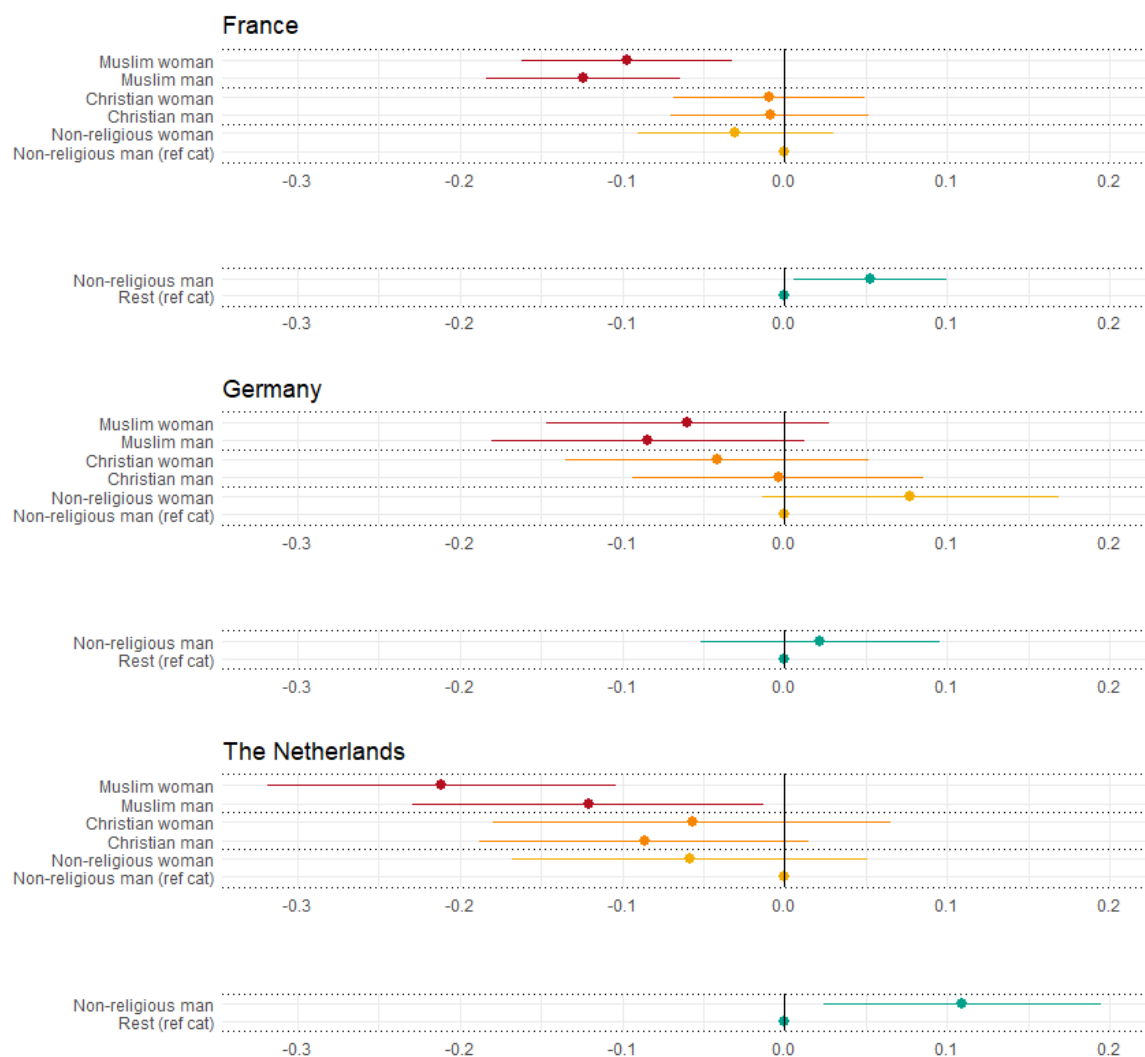 France
Muslim woman
Muslim man
Christian woman
Christian man
Non-religious woman
Non-religious man (ref cat)
-0.3 -0.2 -0.1 0.0 0.1 0.2
Non-religious man
Rest (ref cat)
-0.3 -0.2 -0.1 0.0 0.1 0.2
Germany
Muslim woman
Muslim man
Christian woman
Christian man
Non-religious woman
Non-religious man (ref cat)
-0.3 -0.2 -0.1 0.0 0.1 0.2
Non-religious man
Rest (ref cat)
-0.3 -0.2 -0.1 0.0 0.1 0.2
The Netherlands
Muslim woman
Muslim man
Christian woman
Christian man
Non-religious woman
Non-religious man (ref cat)
-0.3 -0.2 -0.1 0.0 0.1 0.2
Non-religious man
Rest (ref cat)
-0.3 -0.2 -0.1 0.0 0.1 0.2